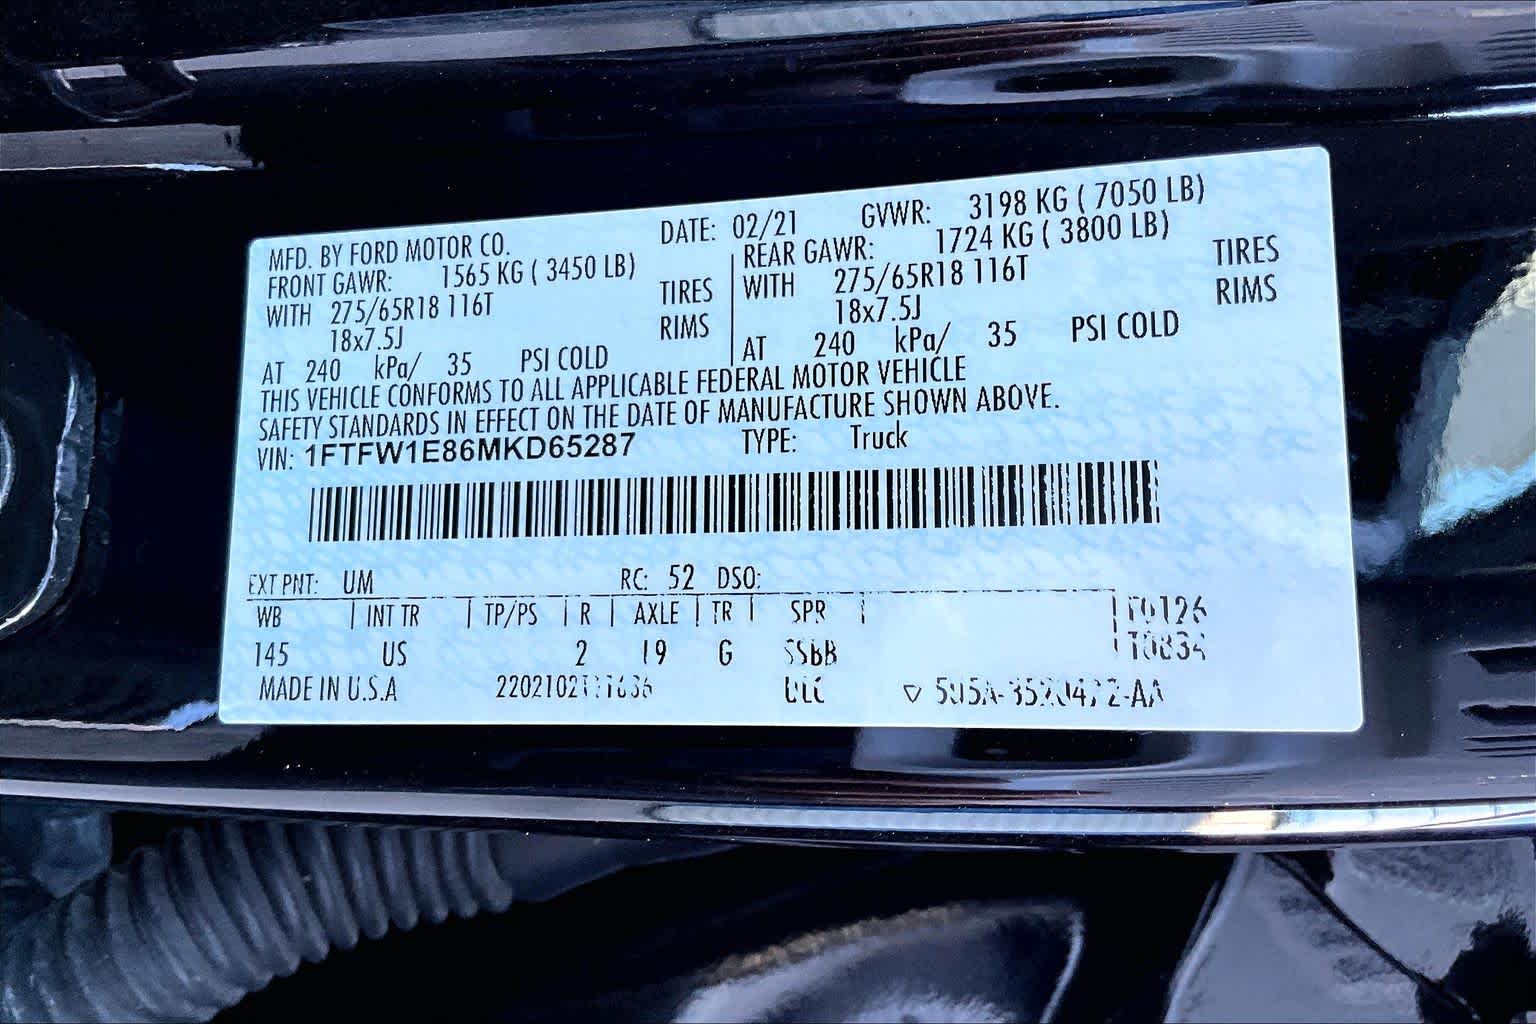 MFD. BY FORD MOTOR CO. DATE: 02/21 GVWR: 3198 KG ( 7050 LB)
FRONT GAWR: 1565 KG ( 3450 LB) REAR GAWR: 1724 KG ( 3800 LB)
WITH 275/65R18 116T TIRES WITH 275/65R18 116T TIRES
18x7.5J RIMS 18x7.5J RIMS
AT 240 kPa/ 35 PSI COLD AT 240 kPa/ 35 PSI COLD
THIS VEHICLE CONFORMS TO ALL APPLICABLE FEDERAL MOTOR VEHICLE
SAFETY STANDARDS IN EFFECT ON THE DATE OF MANUFACTURE SHOWN ABOVE.
VIN: 1FTFW1E86MKD65287 TYPE: Truck
EXT PNT: UM RC: 52 DSO:
WB INT TR TP/PS R AXLE TR SPR T0126
145 US 2 19 G SSBB T0834
MADE IN U.S.A